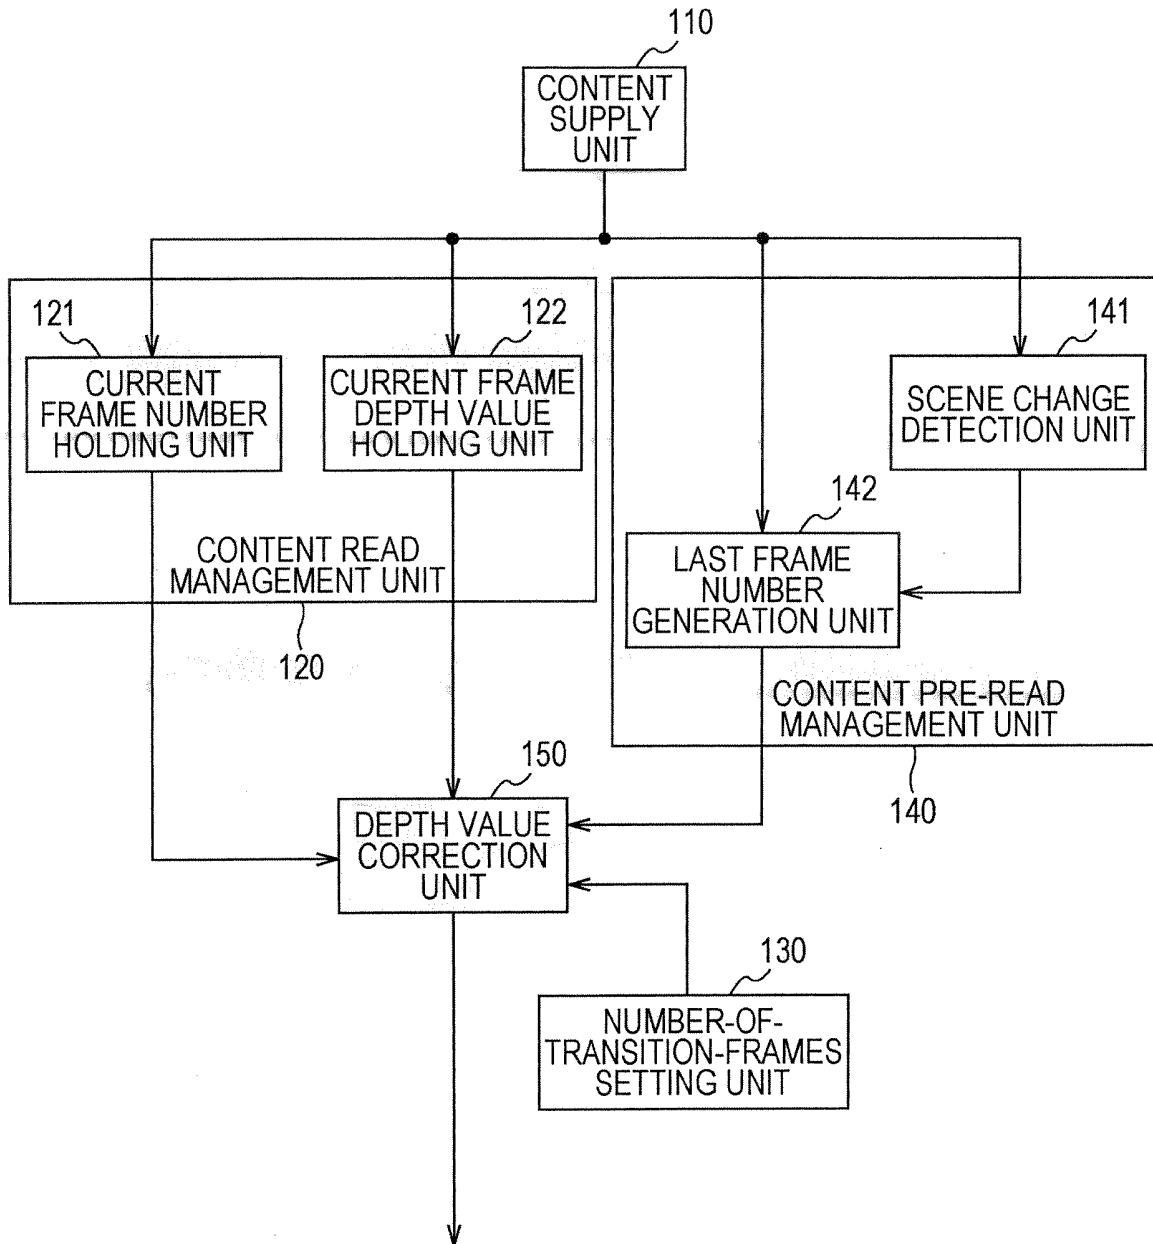 110
CONTENT
SUPPLY
UNIT
121
CURRENT
FRAME NUMBER
HOLDING UNIT
122
CURRENT FRAME
DEPTH VALUE
HOLDING UNIT
141
SCENE CHANGE
DETECTION UNIT
142
LAST FRAME
NUMBER
GENERATION UNIT
CONTENT READ
MANAGEMENT UNIT
120
CONTENT PRE-READ
MANAGEMENT UNIT
140
150
DEPTH VALUE
CORRECTION
UNIT
130
NUMBER-OF-
TRANSITION-FRAMES
SETTING UNIT